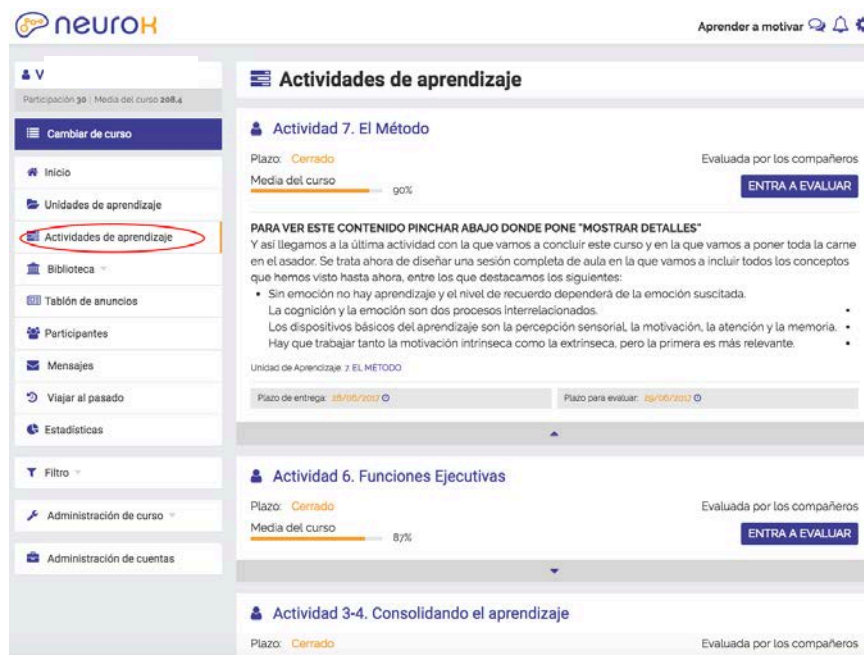 neuroK
Aprender a motivar
V
Participación 30 | Media del curso 208,4
Cambiar de curso
Inicio
Unidades de aprendizaje
Actividades de aprendizaje
Biblioteca
Tablón de anuncios
Participantes
Mensajes
Viajar al pasado
Estadísticas
Filtro
Administración de curso
Administración de cuentas
Actividades de aprendizaje
Actividad 7. El Método
Plazo: Cerrado
Evaluada por los compañeros
Media del curso
90%
ENTRA A EVALUAR
PARA VER ESTE CONTENIDO PINCHAR ABAJO DONDE PONE "MOSTRAR DETALLES"
Y así llegamos a la última actividad con la que vamos a concluir este curso y en la que vamos a poner toda la carne
en el asador. Se trata ahora de diseñar una sesión completa de aula en la que vamos a incluir todos los conceptos
que hemos visto hasta ahora, entre los que destacamos los siguientes:
• Sin emoción no hay aprendizaje y el nivel de recuerdo dependerá de la emoción suscitada.
La cognición y la emoción son dos procesos interrelacionados. •
Los dispositivos básicos del aprendizaje son la percepción sensorial, la motivación, la atención y la memoria. •
Hay que trabajar tanto la motivación intrínseca como la extrínseca, pero la primera es más relevante. •
Unidad de Aprendizaje: 7. EL MÉTODO
Plazo de entrega: 28/06/2017
Plazo para evaluar: 29/06/2017
Actividad 6. Funciones Ejecutivas
Plazo: Cerrado
Evaluada por los compañeros
Media del curso
87%
ENTRA A EVALUAR
Actividad 3-4. Consolidando el aprendizaje
Plazo: Cerrado
Evaluada por los compañeros